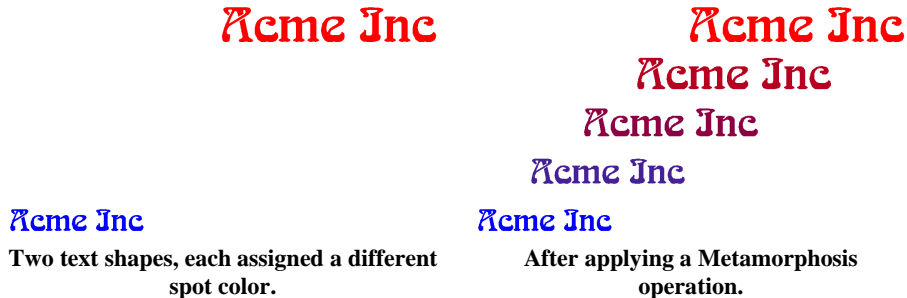 Acme Inc
Acme Inc
Two text shapes, each assigned a different
spot color.
Acme Inc
Acme Inc
Acme Inc
Acme Inc
Acme Inc
After applying a Metamorphosis
operation.